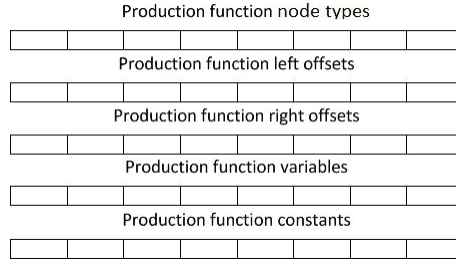 Production function node types
Production function left offsets
Production function right offsets
Production function variables
Production function constants